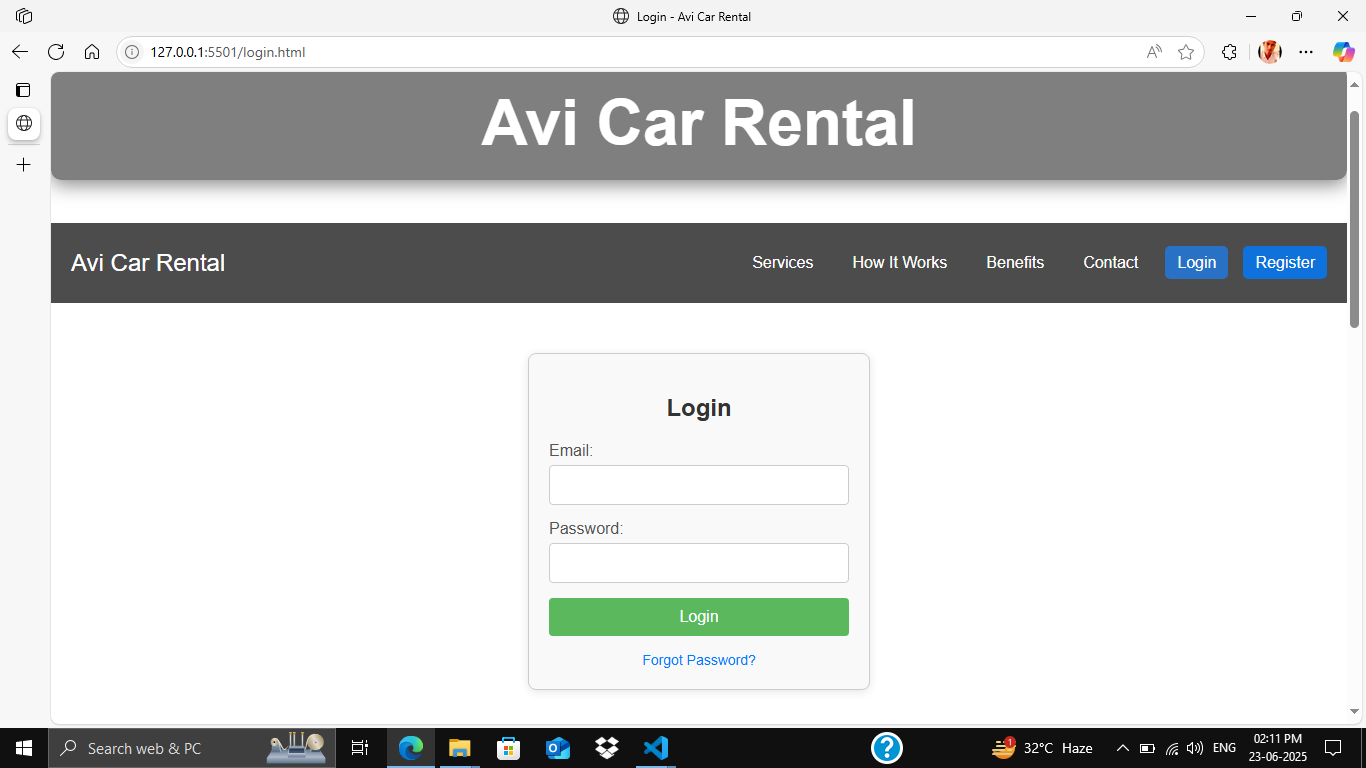 Login - Avi Car Rental
127.0.0.1:5501/login.html
Avi Car Rental
Avi Car Rental Services How It Works Benefits Contact Login Register
Login
Email:
Password:
Login
Forgot Password?
Search web & PC ? 1 32°C Haze ENG 02:11 PM
23-06-2025